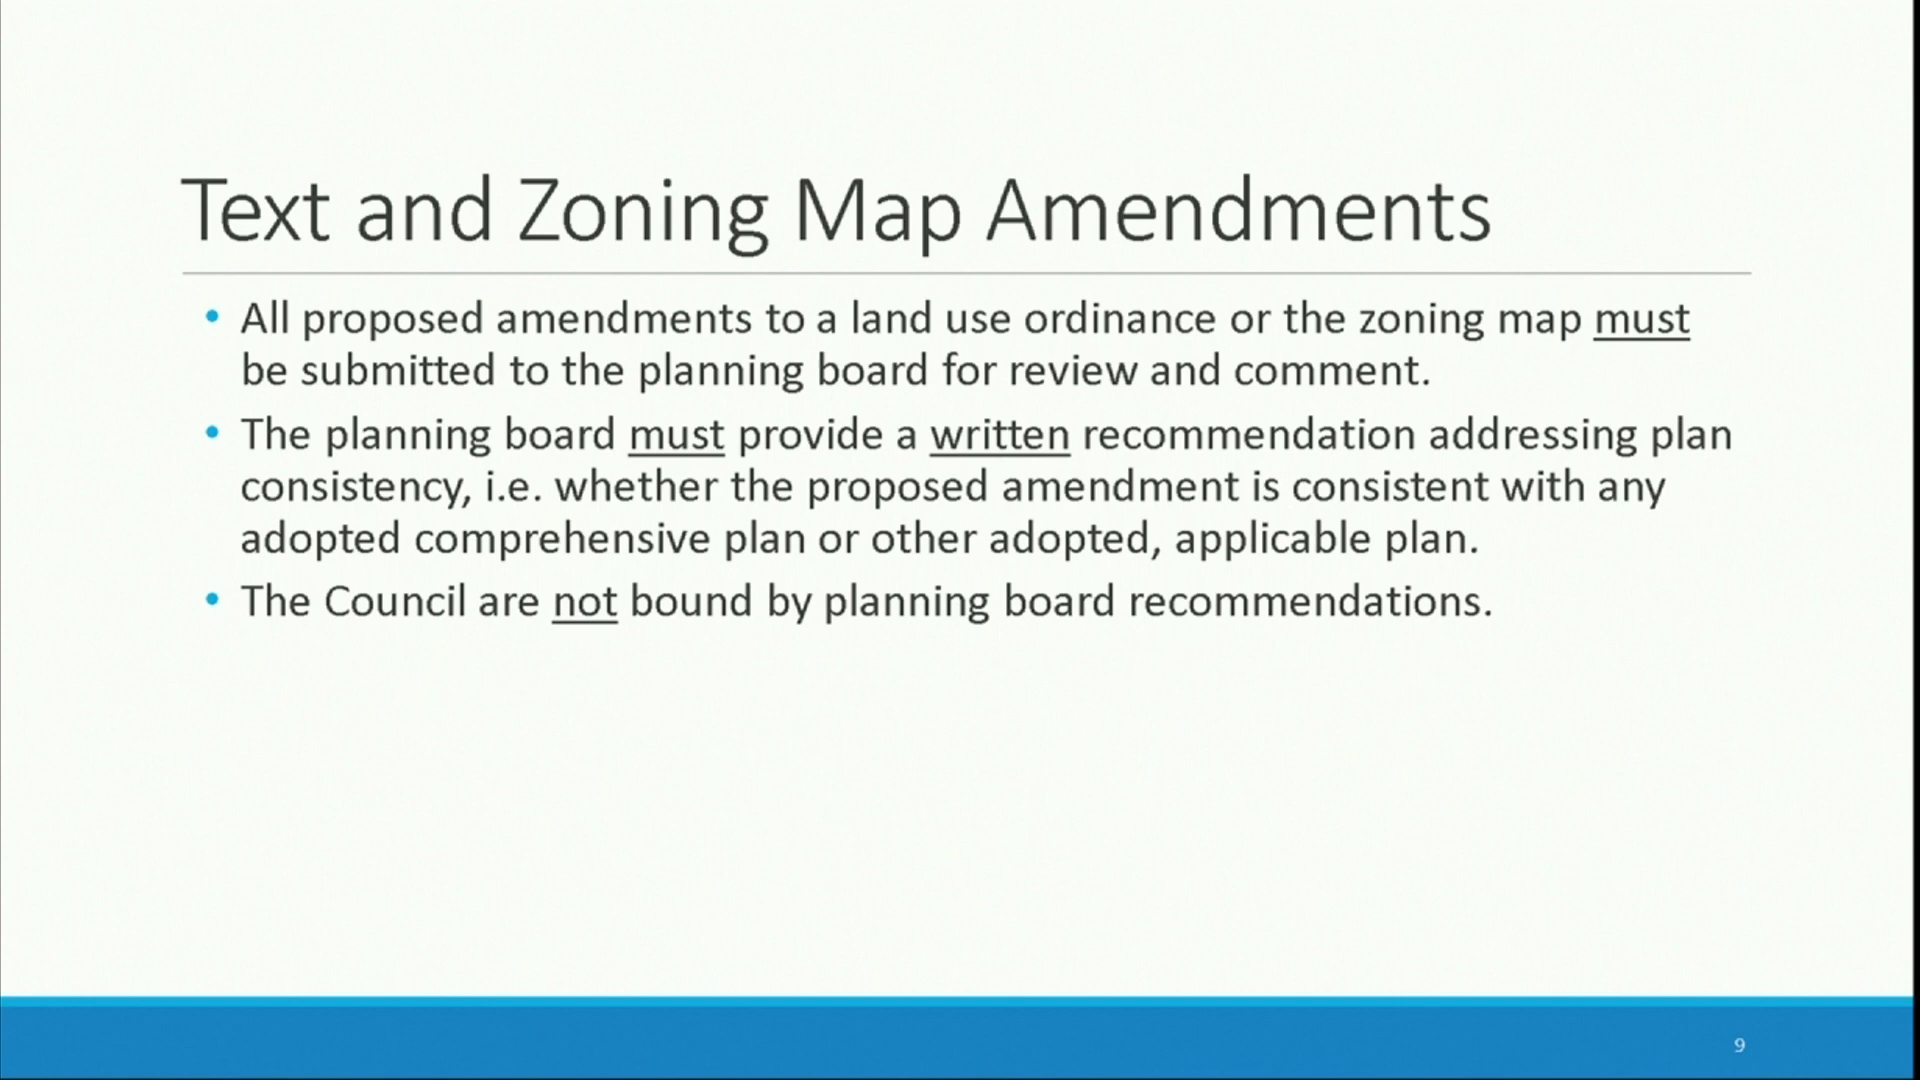 Text and Zoning Map Amendments
• All proposed amendments to a land use ordinance or the zoning map must
be submitted to the planning board for review and comment.
• The planning board must provide a written recommendation addressing plan
consistency, i.e. whether the proposed amendment is consistent with any
adopted comprehensive plan or other adopted, applicable plan.
• The Council are not bound by planning board recommendations.
9